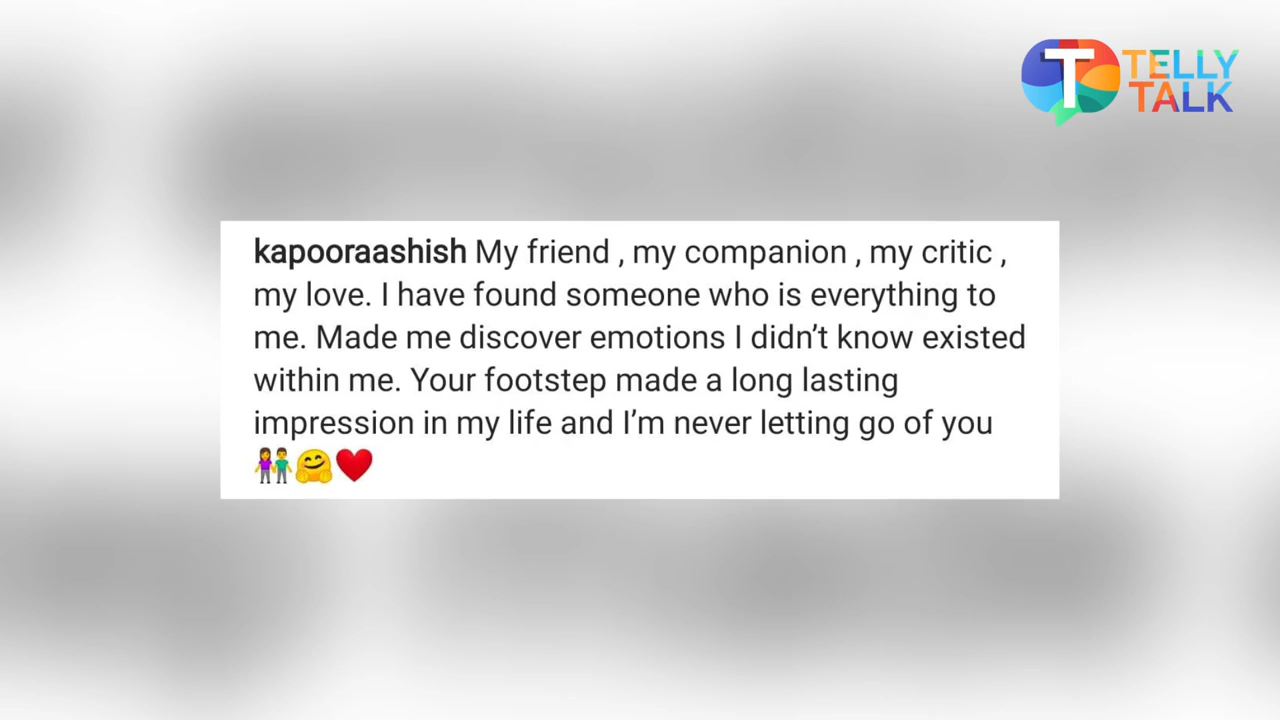 TELLY
TALK
kapooraashish My friend , my companion , my critic ,
my love. I have found someone who is everything to
me. Made me discover emotions I didn’t know existed
within me. Your footstep made a long lasting
impression in my life and I’m never letting go of you
👫🤗❤️